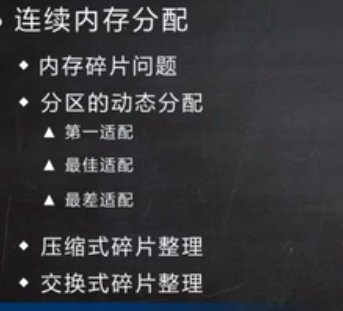 连续内存分配
内存碎片问题
分区的动态分配
第一适配
最佳适配
最差适配
压缩式碎片整理
交换式碎片整理